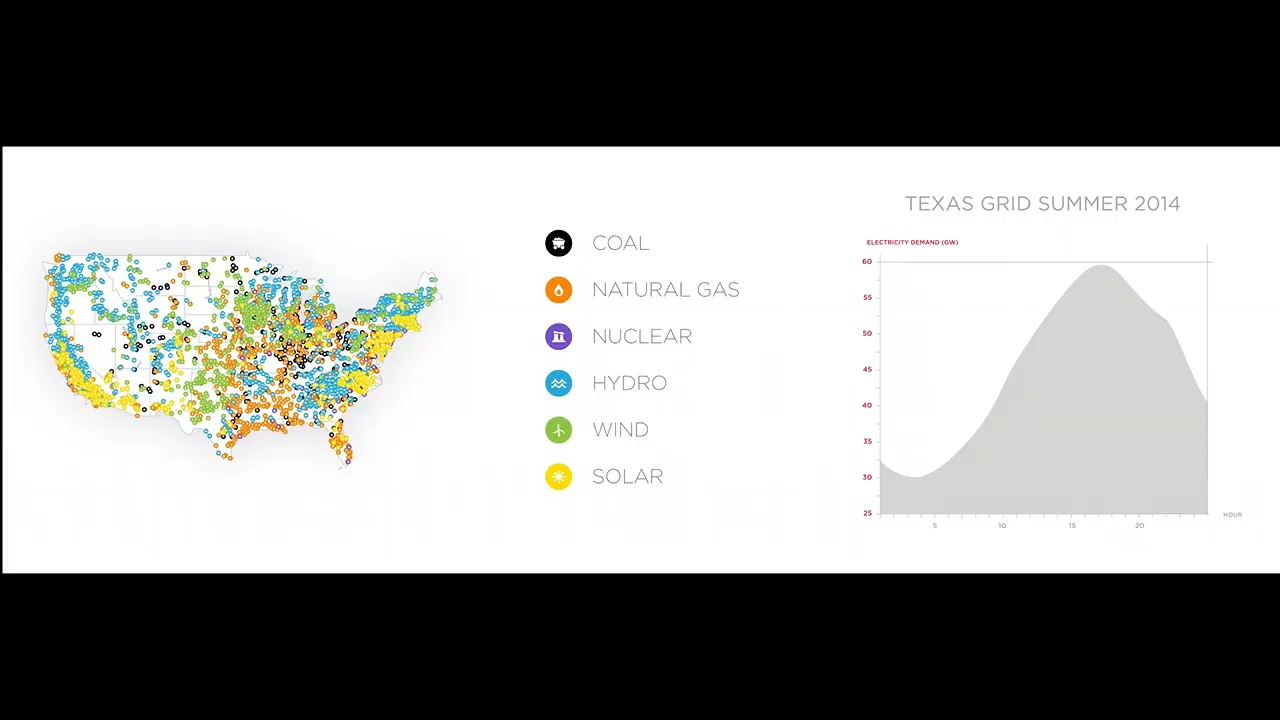 COAL
NATURAL GAS
NUCLEAR
HYDRO
WIND
SOLAR
TEXAS GRID SUMMER 2014
ELECTRICITY DEMAND (GW)
60
55
50
45
40
35
30
25
5 10 15 20
HOUR